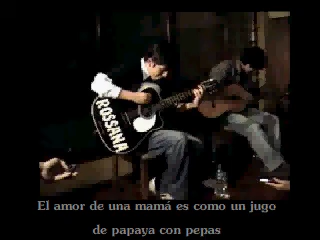 ROSSANA
El amor de una mamá es como un jugo
de papaya con pepas